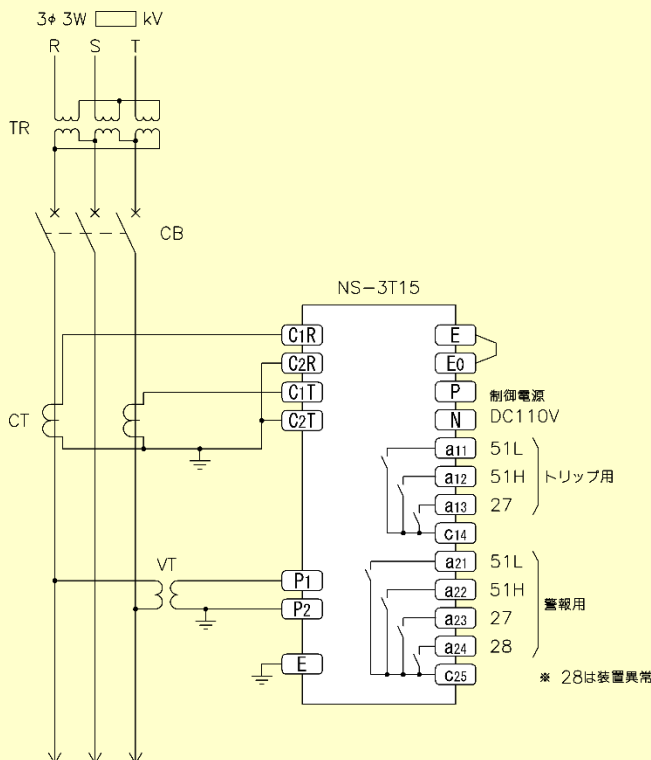 3φ 3W kV
R S T
TR
CB
NS-3T15
C1R
C2R
C1T
C2T
CT
VT
P1
P2
E
E
E0
P
制御電源
N
DC110V
a11 51L
a12 51H
トリップ用
a13 27
c14
a21 51L
a22 51H
警報用
a23 27
a24 28
c25
※ 28は装置異常